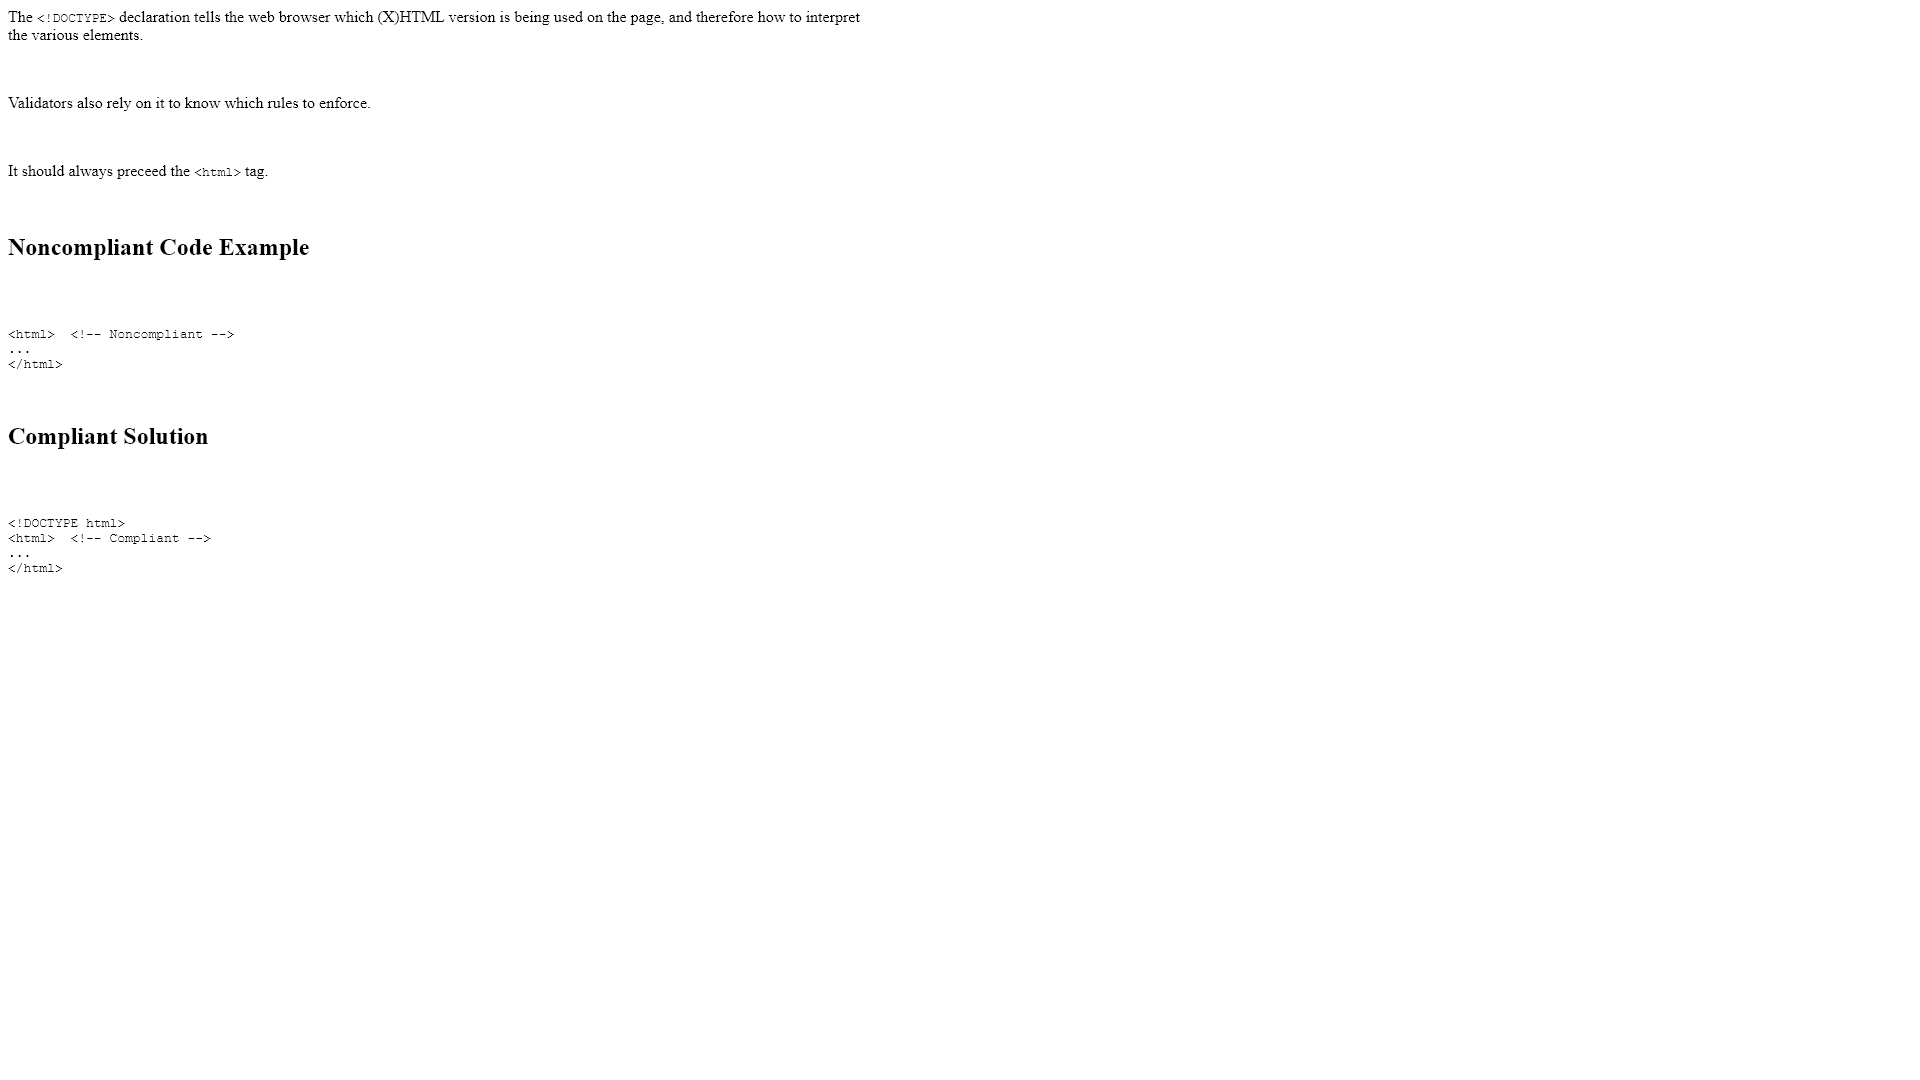 The <!DOCTYPE> declaration tells the web browser which (X)HTML version is being used on the page, and therefore how to interpret
the various elements.
Validators also rely on it to know which rules to enforce.
It should always preceed the <html> tag.
Noncompliant Code Example
<html>  <!-- Noncompliant -->
...
</html>
Compliant Solution
<!DOCTYPE html>
<html>  <!-- Compliant -->
...
</html>